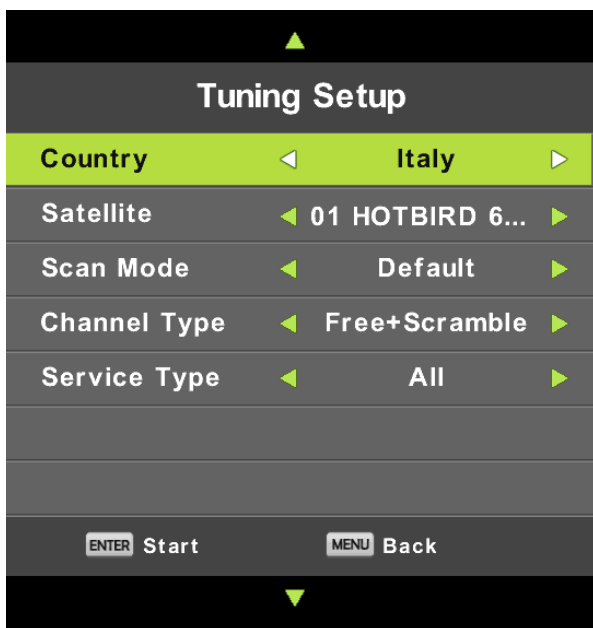 Tuning Setup
Country Italy
Satellite 01 HOTBIRD 6...
Scan Mode Default
Channel Type Free+Scramble
Service Type All
ENTER Start MENU Back